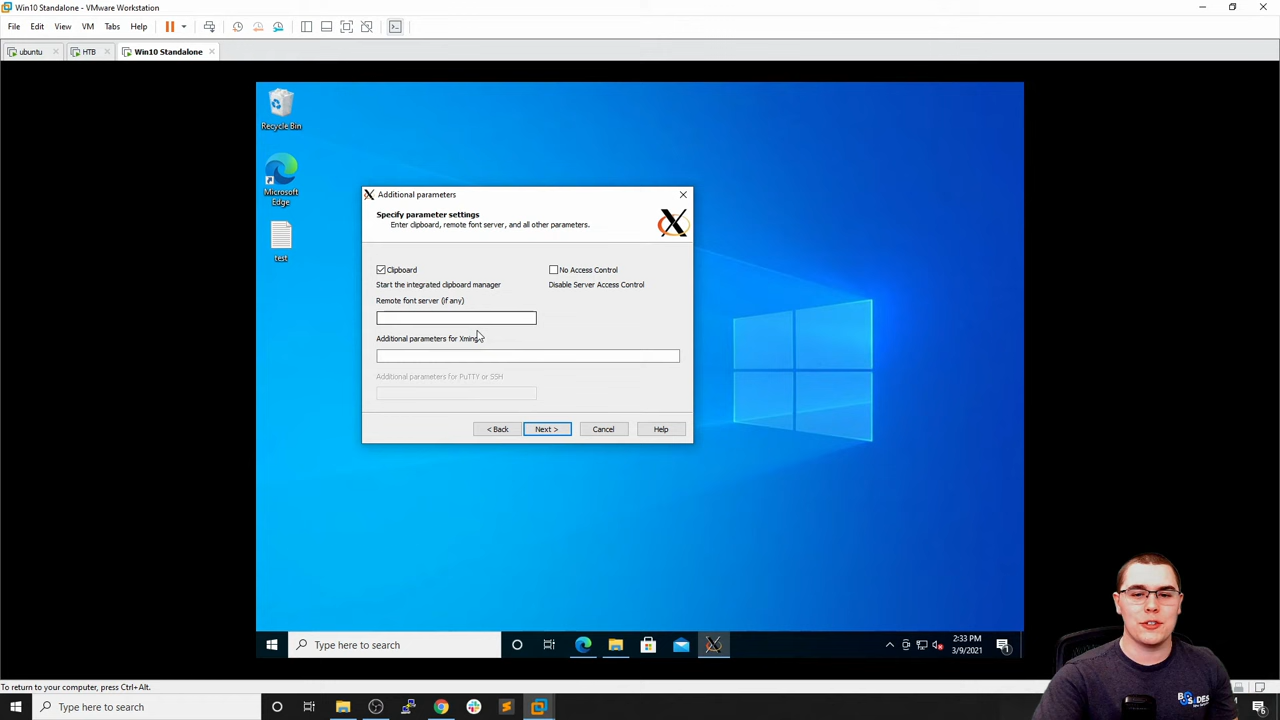 Win10 Standalone - VMware Workstation
File Edit View VM Tabs Help
ubuntu HTB Win10 Standalone
Recycle Bin
Microsoft
Edge
test
Additional parameters
Specify parameter settings
Enter clipboard, remote font server, and all other parameters.
Clipboard No Access Control
Start the integrated clipboard manager Disable Server Access Control
Remote font server (if any)
Additional parameters for Xming
Additional parameters for PuTTY or SSH
< Back Next > Cancel Help
Type here to search
2:33 PM
3/9/2021
1
To return to your computer, press Ctrl+Alt.
Type here to search
BSIDES
6